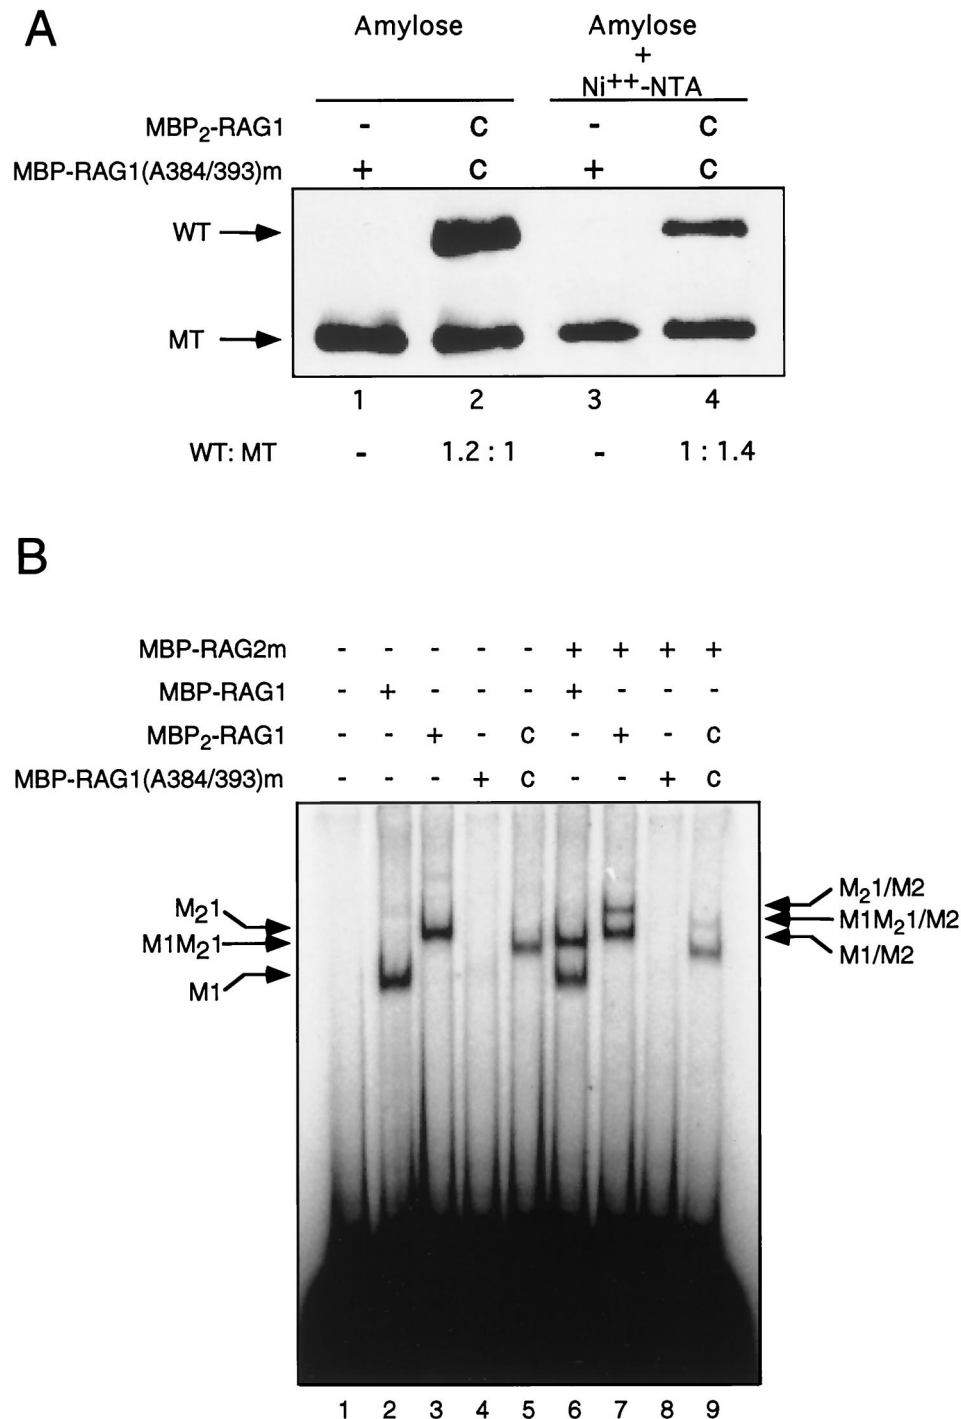 A
Amylose Amylose
+
Ni++-NTA
MBP2-RAG1 - C - C
MBP-RAG1(A384/393)m + C + C
WT
MT
1 2 3 4
WT: MT - 1.2 : 1 - 1 : 1.4
B
MBP-RAG2m - - - - - + + + +
MBP-RAG1 - + - - - + - - -
MBP2-RAG1 - - + - C - + - C
MBP-RAG1(A384/393)m - - - + C - - + C
M21 M21/M2
M1M21 M1M21/M2
M1 M1/M2
1 2 3 4 5 6 7 8 9